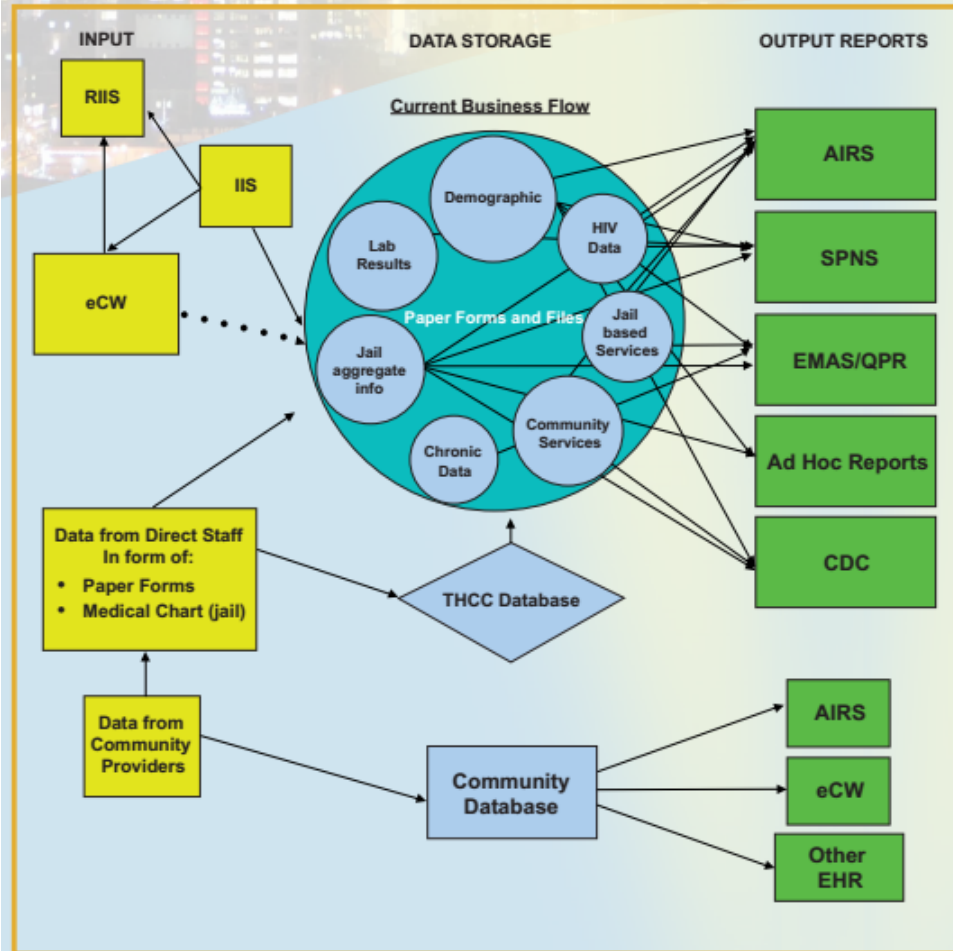 INPUT
DATA STORAGE
OUTPUT REPORTS
RIIS
IIS
eCW
Current Business Flow
Demographic
HIV
Data
Lab
Results
Paper Forms and Files
Jail
based
Services
Jail
aggregate
info
Community
Services
Chronic
Data
AIRS
SPNS
EMAS/QPR
Ad Hoc Reports
CDC
Data from Direct Staff
In form of:
• Paper Forms
• Medical Chart (jail)
THCC Database
Data from
Community
Providers
Community
Database
AIRS
eCW
Other
EHR